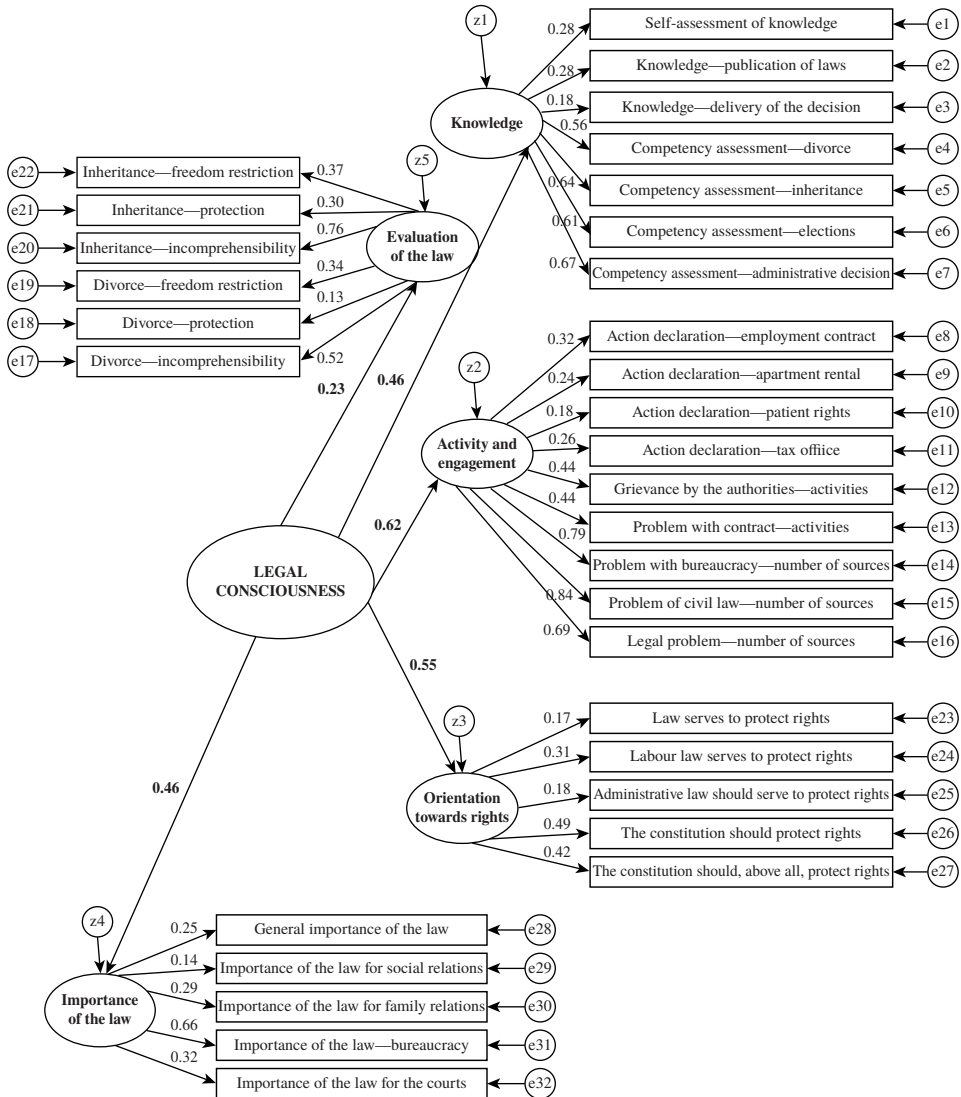 z1
0.28
Self-assessment of knowledge
e1
0.28
Knowledge—publication of laws
e2
Knowledge
0.18
Knowledge—delivery of the decision
e3
0.56
Competency assessment—divorce
e4
0.64
Competency assessment—inheritance
e5
0.61
Competency assessment—elections
e6
0.67
Competency assessment—administrative decision
e7
z5
e22
Inheritance—freedom restriction
0.37
e21
Inheritance—protection
0.30
Evaluation
of the law
e20
Inheritance—incomprehensibility
0.76
e19
Divorce—freedom restriction
0.34
e18
Divorce—protection
0.13
e17
Divorce—incomprehensibility
0.52
0.23
0.46
z2
0.32
Action declaration—employment contract
e8
0.24
Action declaration—apartment rental
e9
0.18
Action declaration—patient rights
e10
Activity and
engagement
0.26
Action declaration—tax offiice
e11
0.44
Grievance by the authorities—activities
e12
0.44
Problem with contract—activities
e13
0.79
Problem with bureaucracy—number of sources
e14
0.84
Problem of civil law—number of sources
e15
0.69
Legal problem—number of sources
e16
0.62
LEGAL
CONSCIOUSNESS
0.55
0.46
z3
0.17
Law serves to protect rights
e23
0.31
Labour law serves to protect rights
e24
Orientation
towards rights
0.18
Administrative law should serve to protect rights
e25
0.49
The constitution should protect rights
e26
0.42
The constitution should, above all, protect rights
e27
z4
0.25
General importance of the law
e28
0.14
Importance of the law for social relations
e29
Importance
of the law
0.29
Importance of the law for family relations
e30
0.66
Importance of the law—bureaucracy
e31
0.32
Importance of the law for the courts
e32